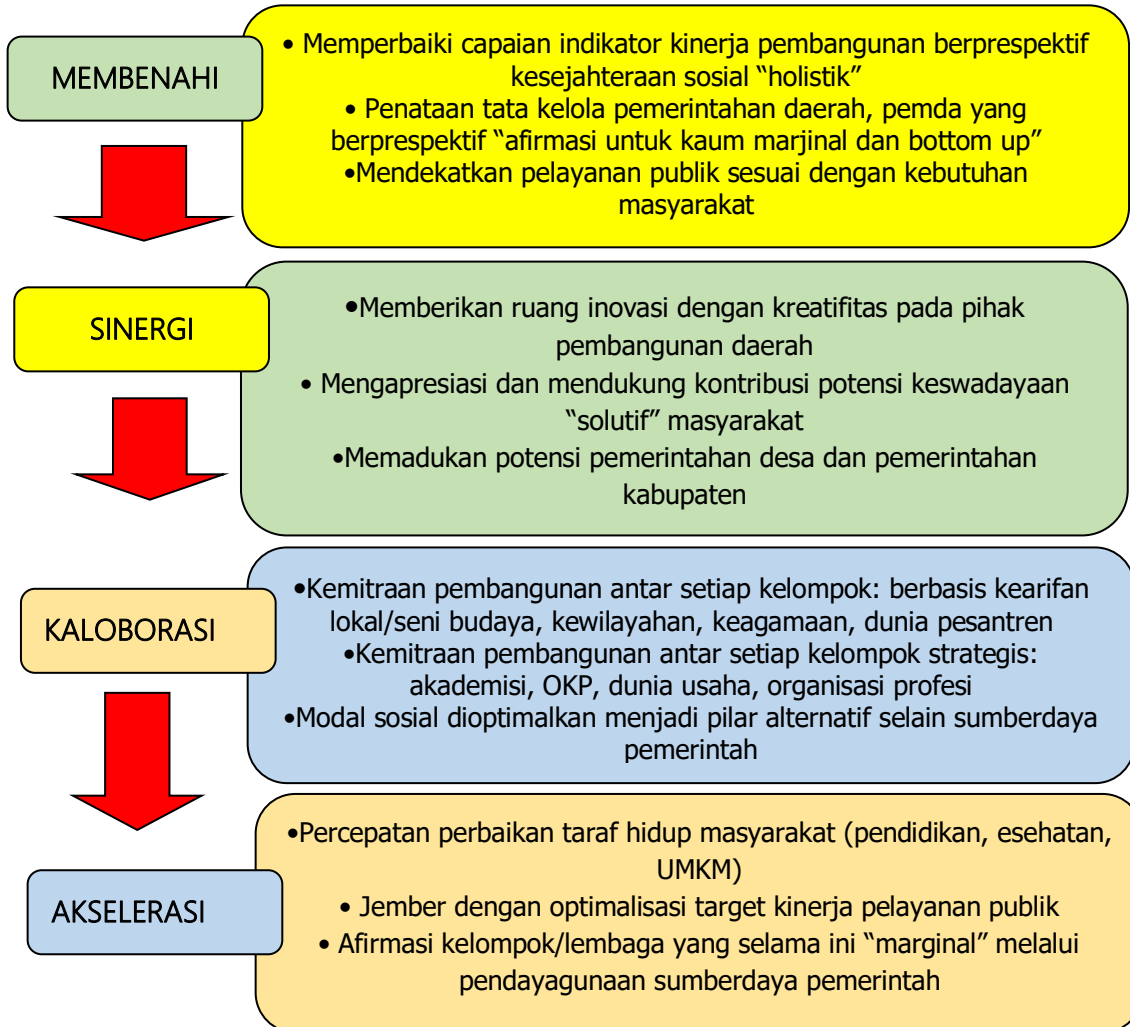 MEMBENAHI
• Memperbaiki capaian indikator kinerja pembangunan berprespektif
kesejahteraan sosial “holistik”
• Penataan tata kelola pemerintahan daerah, pemda yang
berprespektif “afirmasi untuk kaum marjinal dan bottom up”
•Mendekatkan pelayanan publik sesuai dengan kebutuhan
masyarakat
SINERGI
•Memberikan ruang inovasi dengan kreatifitas pada pihak
pembangunan daerah
• Mengapresiasi dan mendukung kontribusi potensi keswadayaan
“solutif” masyarakat
•Memadukan potensi pemerintahan desa dan pemerintahan
kabupaten
KALOBORASI
•Kemitraan pembangunan antar setiap kelompok: berbasis kearifan
lokal/seni budaya, kewilayahan, keagamaan, dunia pesantren
•Kemitraan pembangunan antar setiap kelompok strategis:
akademisi, OKP, dunia usaha, organisasi profesi
•Modal sosial dioptimalkan menjadi pilar alternatif selain sumberdaya
pemerintah
AKSELERASI
•Percepatan perbaikan taraf hidup masyarakat (pendidikan, esehatan,
UMKM)
• Jember dengan optimalisasi target kinerja pelayanan publik
• Afirmasi kelompok/lembaga yang selama ini “marginal” melalui
pendayagunaan sumberdaya pemerintah